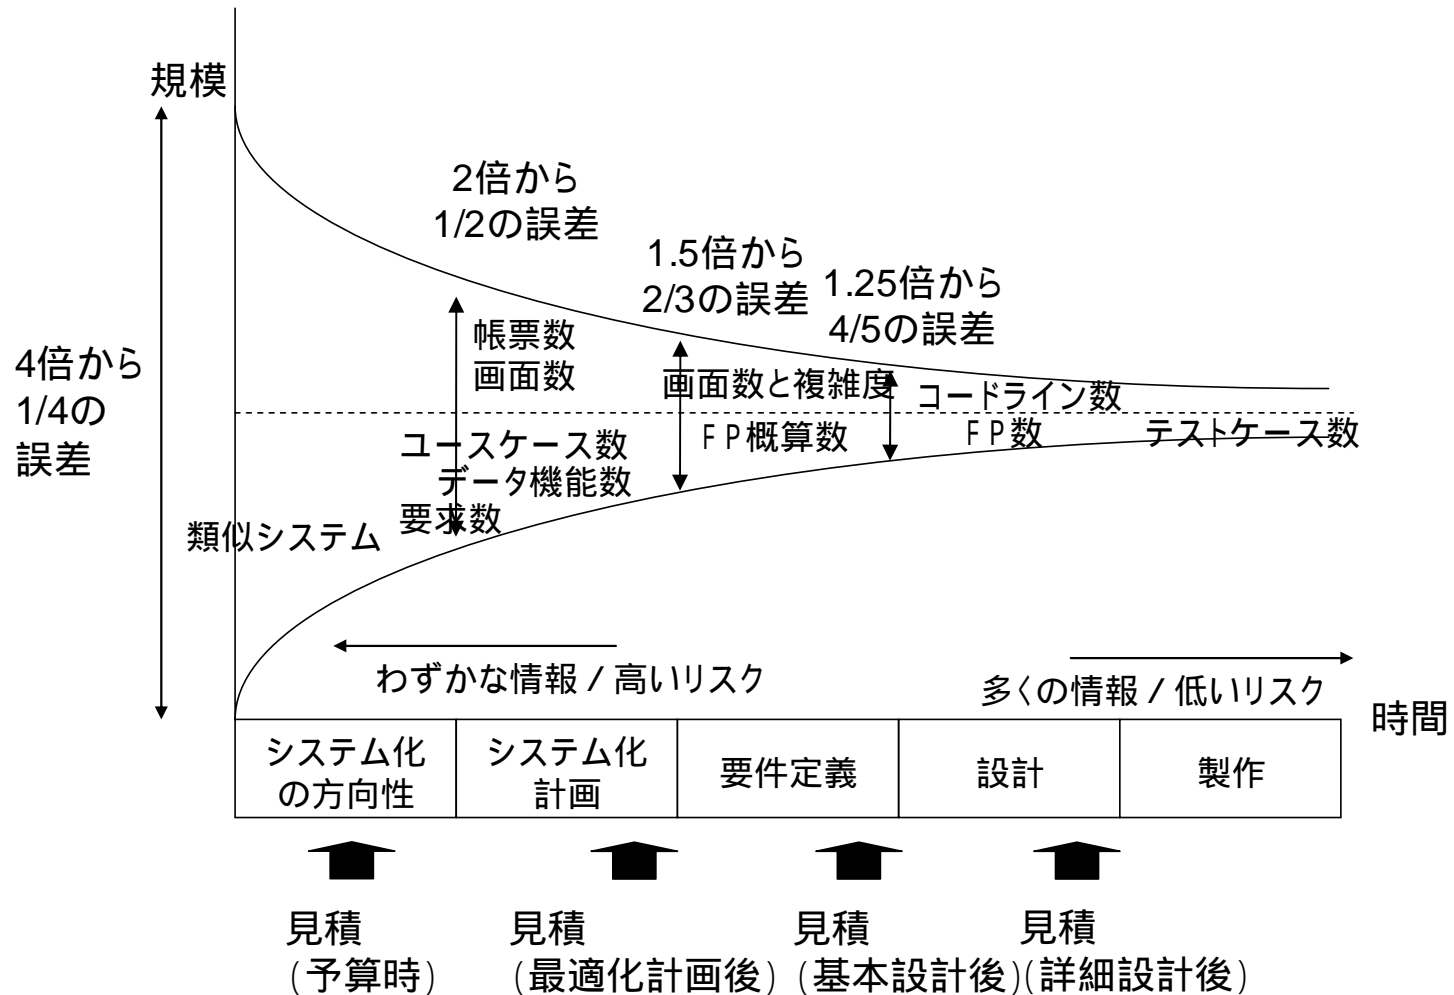 規模
2倍から
1/2の誤差
1.5倍から
2/3の誤差
1.25倍から
4/5の誤差
4倍から
1/4の
誤差
帳票数
画面数
画面数と複雑度
コードライン数
ユースケース数
データ機能数
要求数
ＦＰ概算数
ＦＰ数
テストケース数
類似システム
わずかな情報 / 高いリスク
多くの情報 / 低いリスク
時間
システム化
の方向性
システム化
計画
要件定義
設計
製作
見積
(予算時)
見積
(最適化計画後)
見積
(基本設計後)
見積
(詳細設計後)